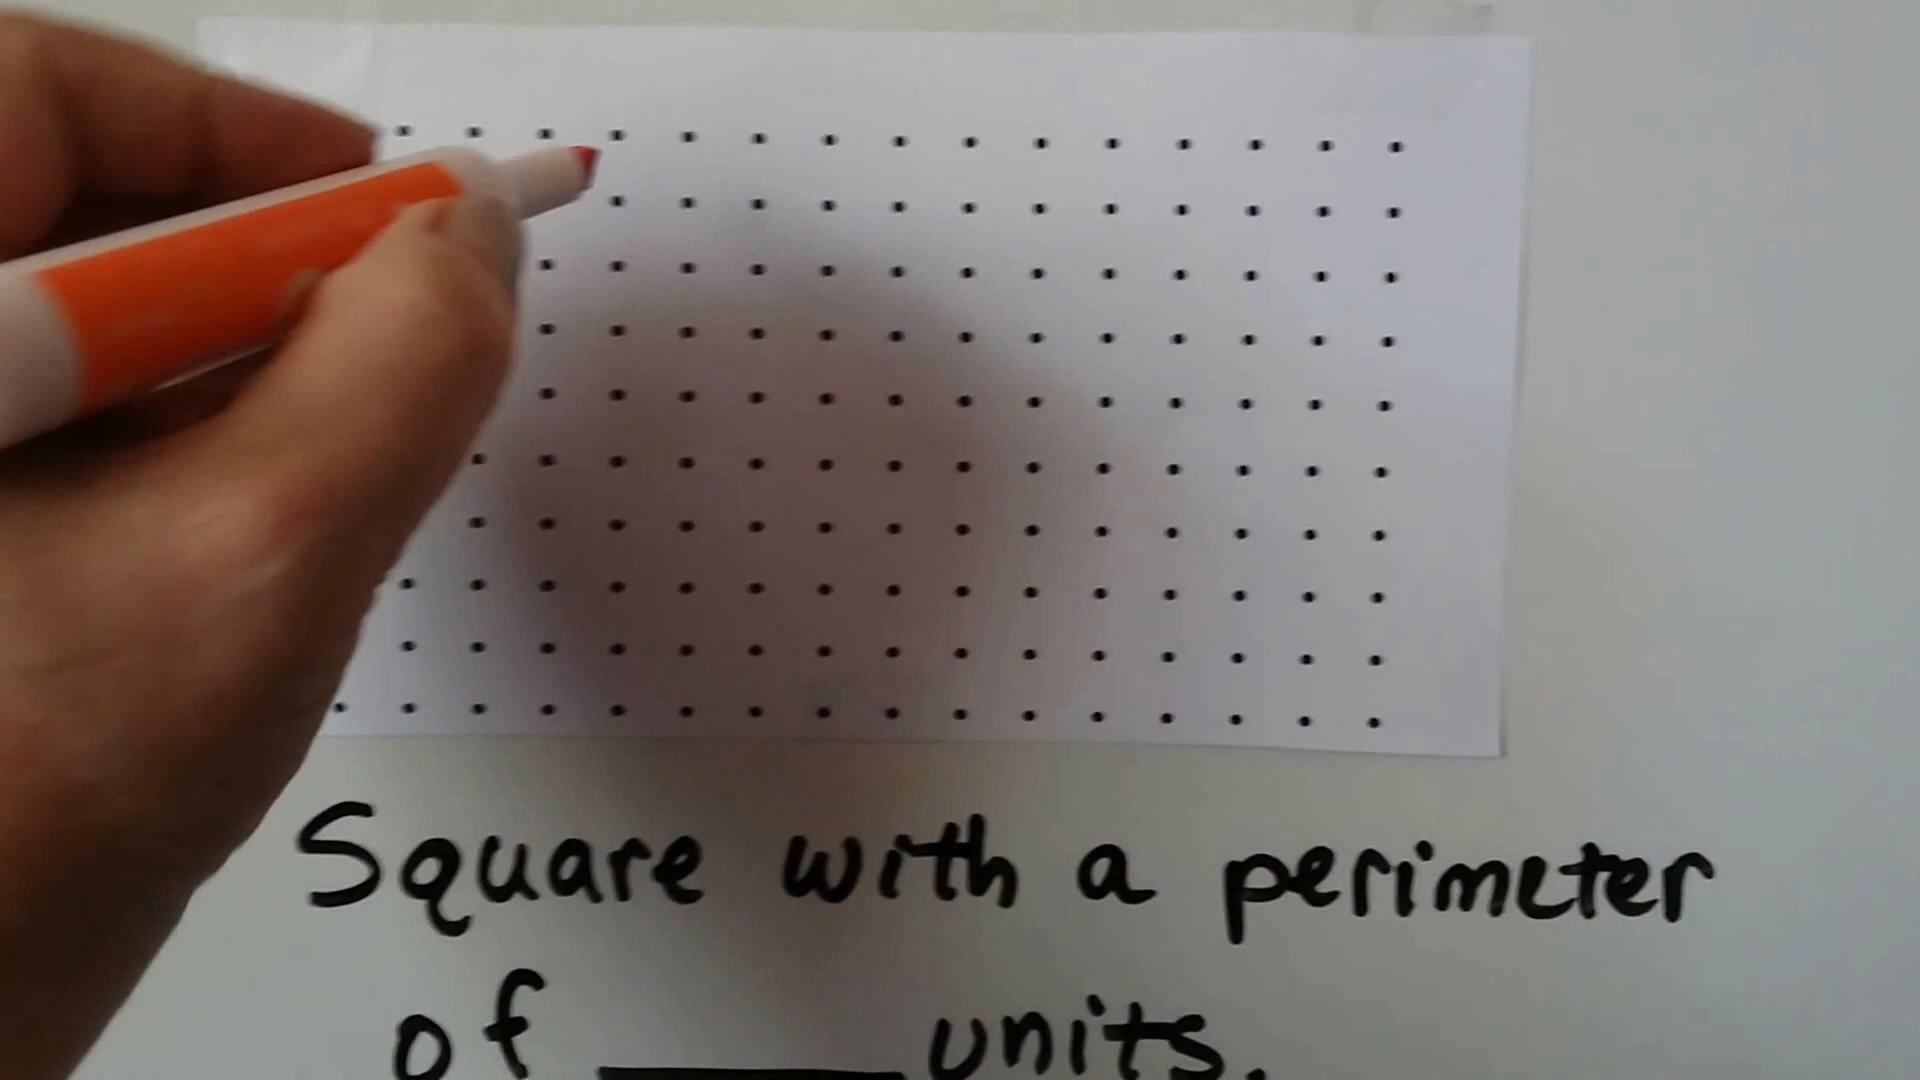 Square with a perimeter
of ____ units.